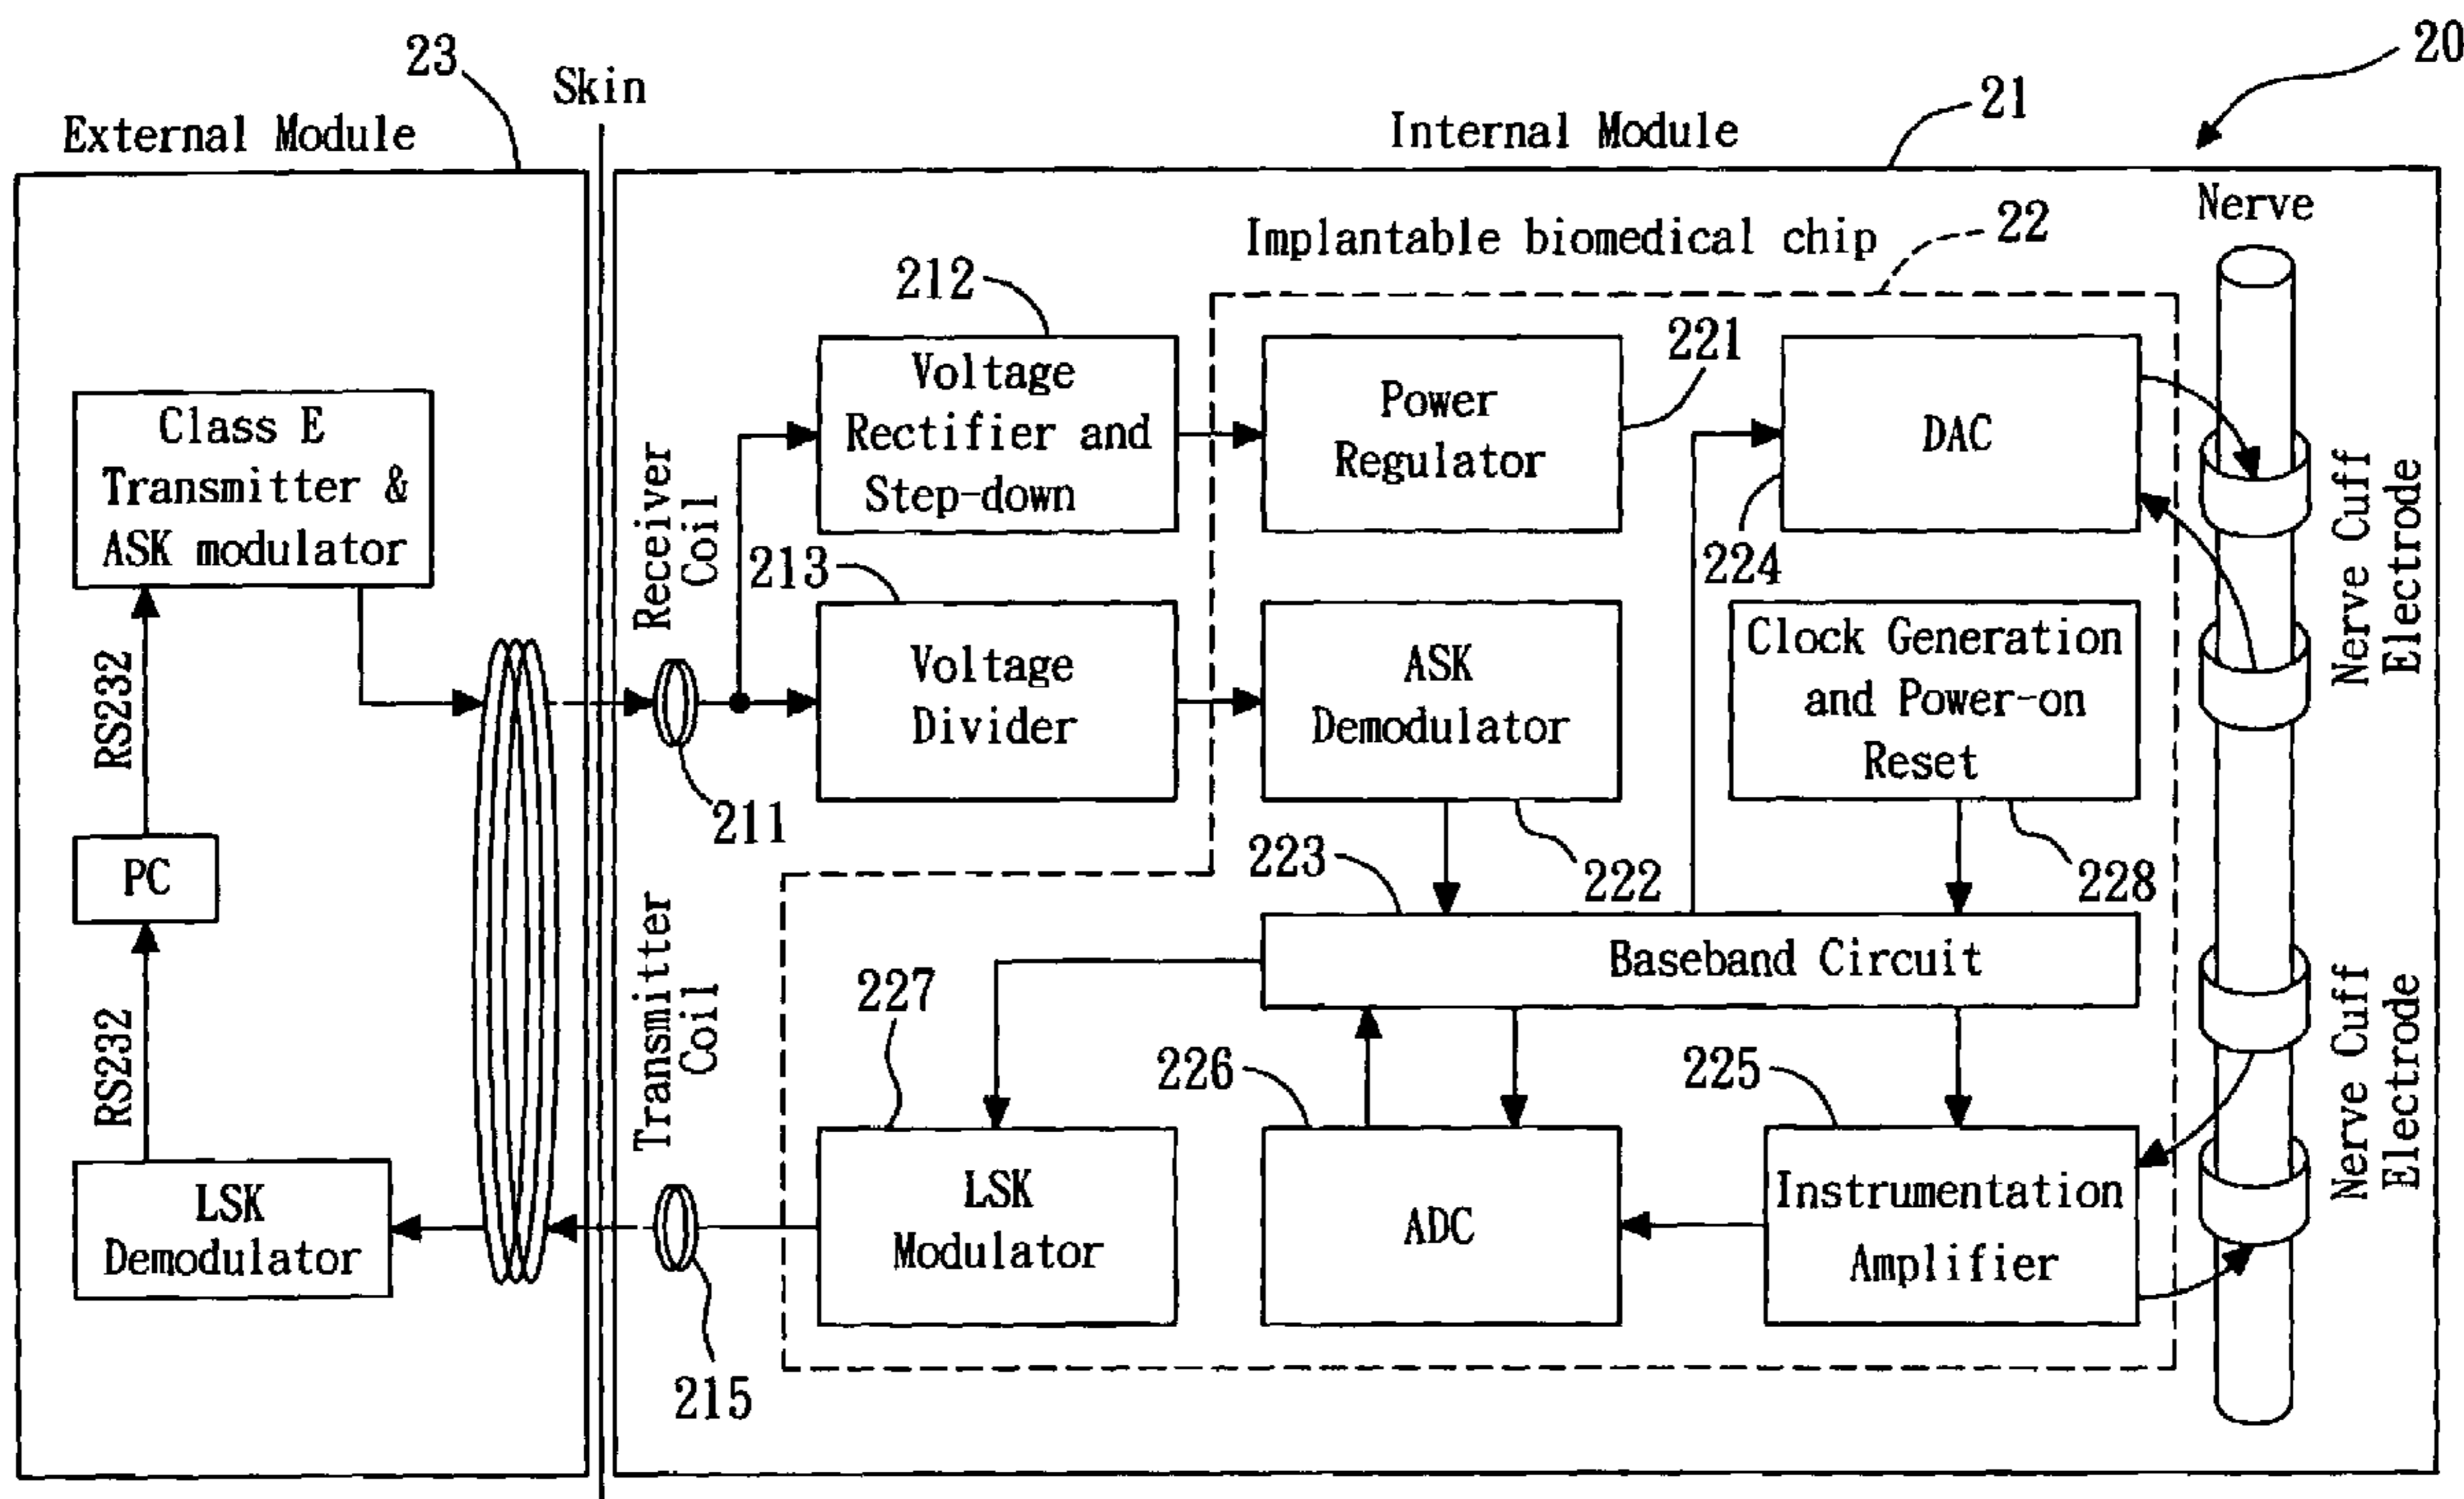 20
23
Skin
21
External Module
Internal Module
Nerve
Implantable biomedical chip
22
212
221
Class E
Transmitter &
ASK modulator
Voltage
Rectifier and
Step-down
Power
Regulator
DAC
224
Receiver
Coil
213
Nerve Cuff
Electrode
RS232
Voltage
Divider
ASK
Demodulator
Clock Generation
and Power-on
Reset
211
PC
223
222
228
Transmitter
Coil
Baseband Circuit
227
226
225
Nerve Cuff
Electrode
RS232
LSK
Demodulator
LSK
Modulator
ADC
Instrumentation
Amplifier
215